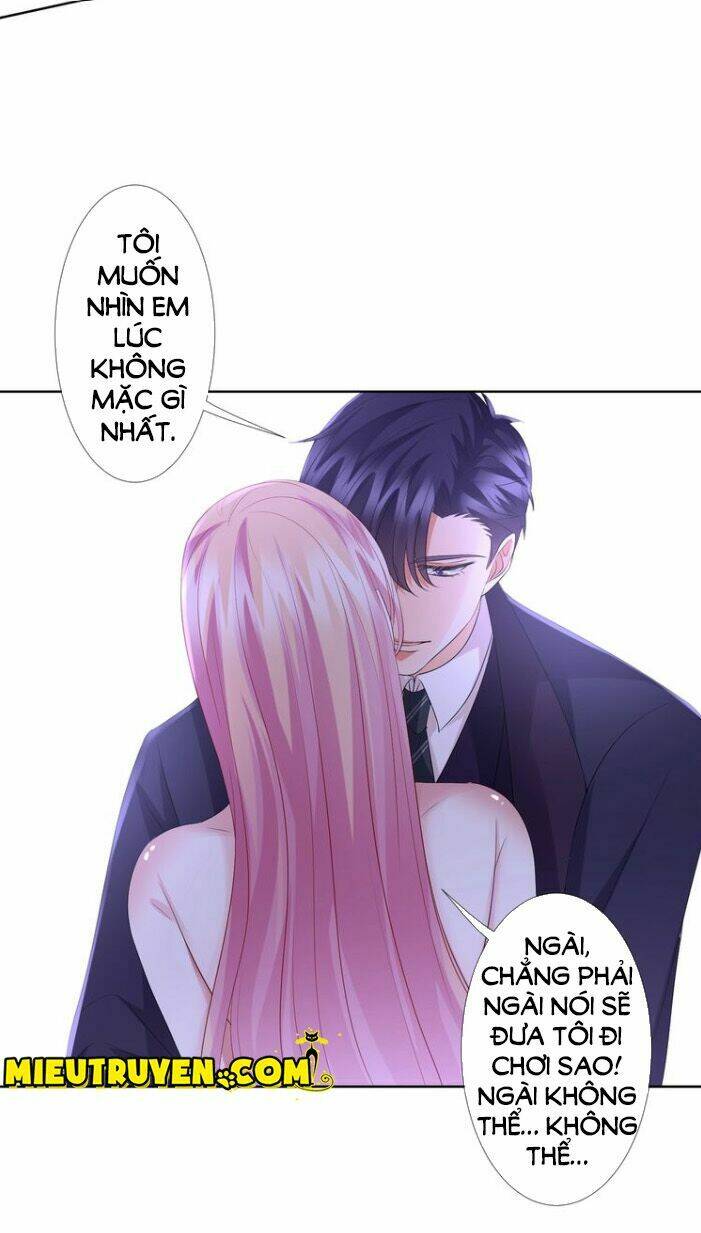 TÔI
MUỐN
NHÌN EM
LÚC
KHÔNG
MẶC GÌ
NHẤT.
NGÀI,
CHẲNG PHẢI
NGÀI NÓI SẼ
ĐƯA TÔI ĐI
CHƠI SAO!
NGÀI KHÔNG
THỂ... KHÔNG
THỂ...
MIEUTRUYEN.COM